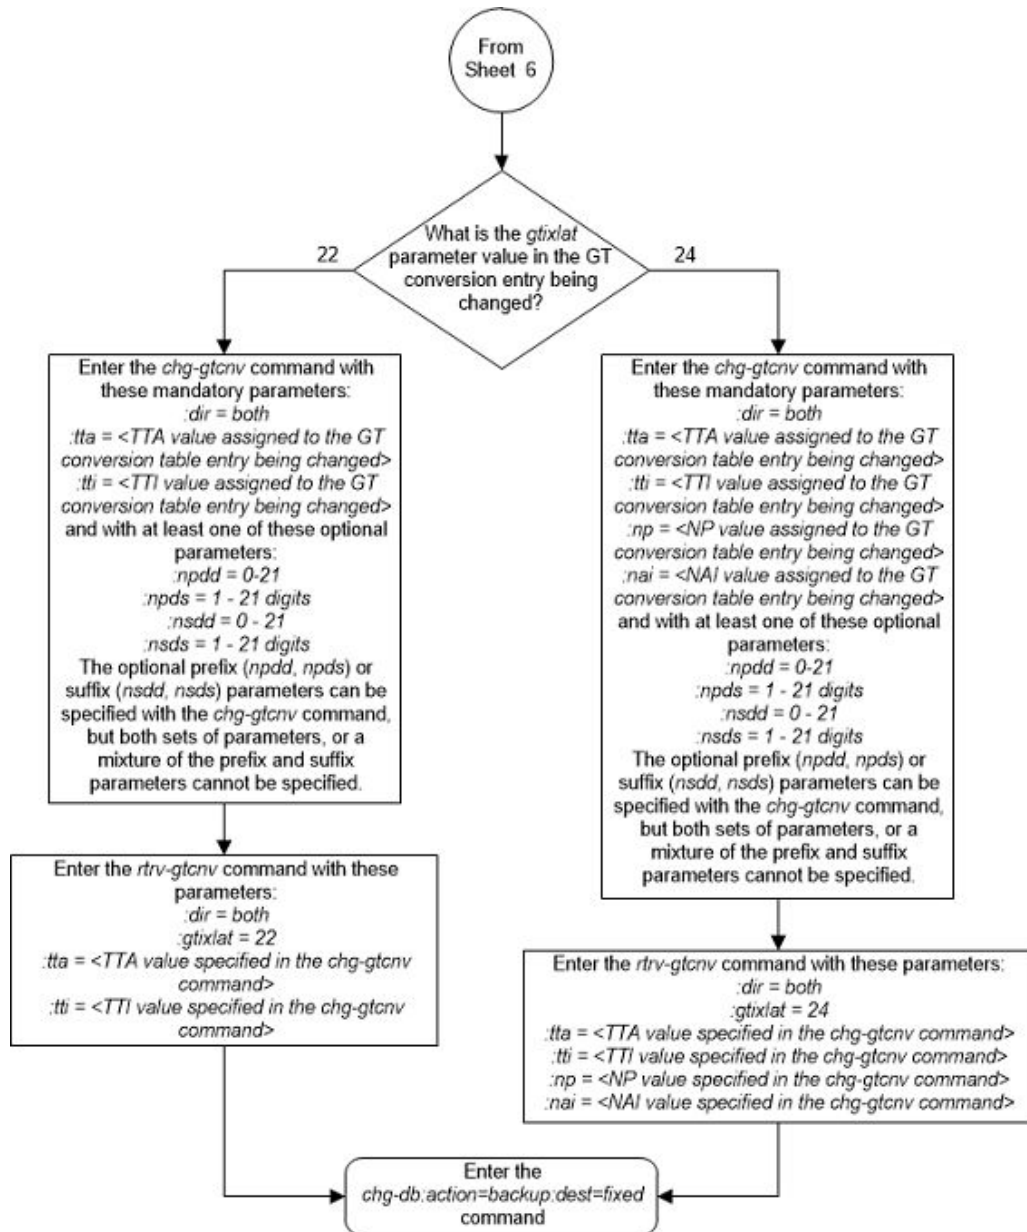 From
Sheet 6
What is the gtixlat
parameter value in the GT
conversion entry being
changed?
22
24
Enter the chg-gtcnv command with
these mandatory parameters:
:dir = both
:tta = <TTA value assigned to the GT
conversion table entry being changed>
:tti = <TTI value assigned to the GT
conversion table entry being changed>
and with at least one of these optional
parameters:
:npdd = 0-21
:npds = 1 - 21 digits
:nsdd = 0 - 21
:nsds = 1 - 21 digits
The optional prefix (npdd, npds) or
suffix (nsdd, nsds) parameters can be
specified with the chg-gtcnv command,
but both sets of parameters, or a
mixture of the prefix and suffix
parameters cannot be specified.
Enter the rtrv-gtcnv command with these
parameters:
:dir = both
:gtixlat = 22
:tta = <TTA value specified in the chg-gtcnv
command>
:tti = <TTI value specified in the chg-gtcnv
command>
Enter the chg-gtcnv command with
these mandatory parameters:
:dir = both
:tta = <TTA value assigned to the GT
conversion table entry being changed>
:tti = <TTI value assigned to the GT
conversion table entry being changed>
:np = <NP value assigned to the GT
conversion table entry being changed>
:nai = <NAI value assigned to the GT
conversion table entry being changed>
and with at least one of these optional
parameters:
:npdd = 0-21
:npds = 1 - 21 digits
:nsdd = 0 - 21
:nsds = 1 - 21 digits
The optional prefix (npdd, npds) or
suffix (nsdd, nsds) parameters can be
specified with the chg-gtcnv command,
but both sets of parameters, or a
mixture of the prefix and suffix
parameters cannot be specified.
Enter the rtrv-gtcnv command with these parameters:
:dir = both
:gtixlat = 24
:tta = <TTA value specified in the chg-gtcnv command>
:tti = <TTI value specified in the chg-gtcnv command>
:np = <NP value specified in the chg-gtcnv command>
:nai = <NAI value specified in the chg-gtcnv command>
Enter the
chg-db:action=backup:dest=fixed
command